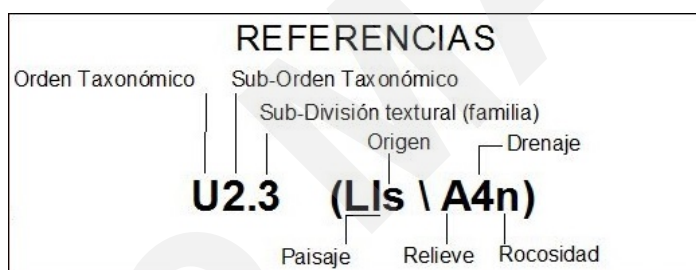 REFERENCIAS
Orden Taxonómico Sub-Orden Taxonómico
Sub-División textural (familia)
Origen Drenaje
U2.3 (LIs \ A4n)
Paisaje Relieve Rocosidad